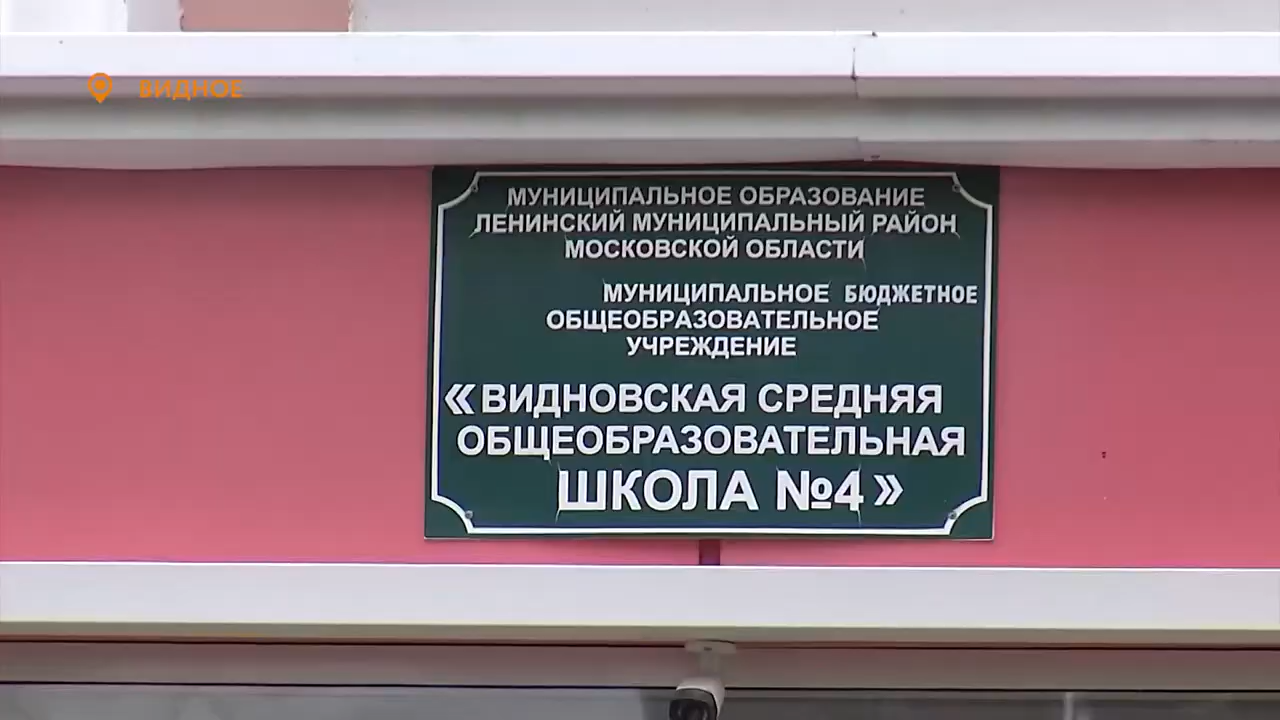 ВИДНОЕ
МУНИЦИПАЛЬНОЕ ОБРАЗОВАНИЕ
ЛЕНИНСКИЙ МУНИЦИПАЛЬНЫЙ РАЙОН
МОСКОВСКОЙ ОБЛАСТИ
МУНИЦИПАЛЬНОЕ БЮДЖЕТНОЕ
ОБЩЕОБРАЗОВАТЕЛЬНОЕ
УЧРЕЖДЕНИЕ
«ВИДНОВСКАЯ СРЕДНЯЯ
ОБЩЕОБРАЗОВАТЕЛЬНАЯ
ШКОЛА №4»